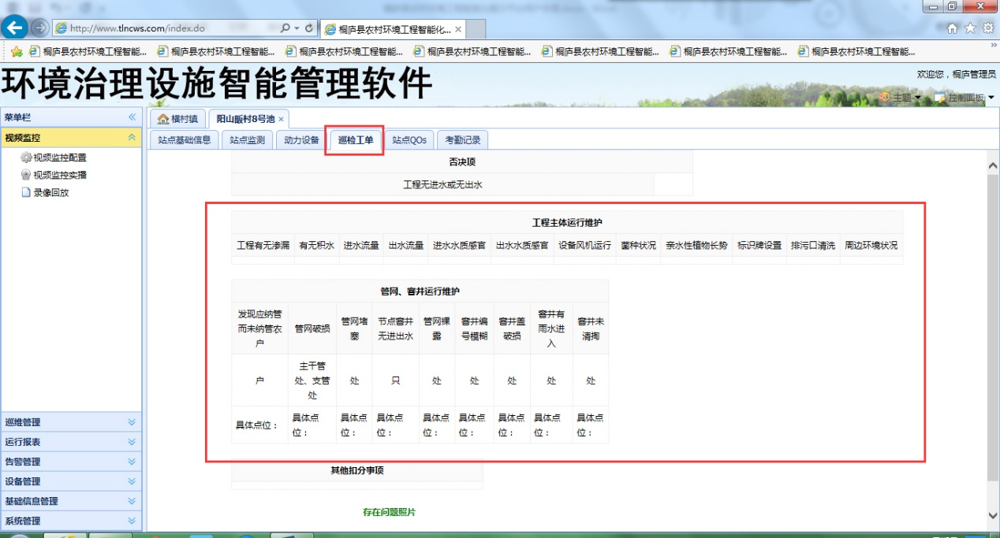 http://www.tlncws.com/index.do
桐庐县农村环境工程智能化...
桐庐县农村环境工程智能...
桐庐县农村环境工程智能...
桐庐县农村环境工程智能...
桐庐县农村环境工程智能...
桐庐县农村环境工程智能...
桐庐县农村环境工程智能...
桐庐县农村环境工程智能...
环境治理设施智能管理软件
欢迎您，桐庐管理员
主题
控制面板
菜单栏
横村镇
阳山畈村8号池
视频监控
站点基础信息
站点监测
动力设备
巡检工单
站点QOs
考勤记录
视频监控配置
视频监控实播
录像回放
否决项
工程无进水或无出水
工程主体运行维护
工程有无渗漏 有无积水 进水流量 出水流量 进水水质感官 出水水质感官 设备风机运行 菌种状况 亲水性植物长势 标识牌设置 排污口清洗 周边环境状况
管网、窨井运行维护
发现应纳管而未纳管农户 管网破损 管网堵塞 节点窨井无进出水 管网裸露 窨井编号模糊 窨井盖破损 窨井有雨水进入 窨井未清掏
户 主干管处、支管处 处 只 处 处 处 处 处
具体点位： 具体点位： 具体点位： 具体点位： 具体点位： 具体点位： 具体点位： 具体点位： 具体点位：
其他扣分事项
存在问题照片
巡维管理
运行报表
告警管理
设备管理
基础信息管理
系统管理